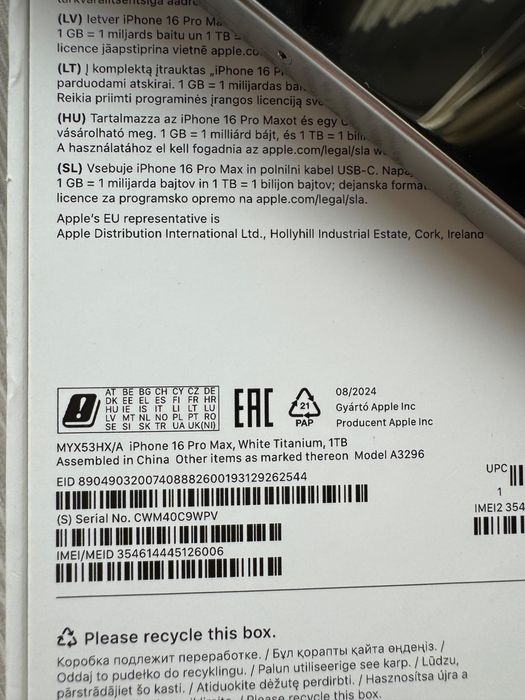 (LV) Ietver iPhone 16 Pro
1 GB = 1 miljards baitu un 1 TB =
licence jāapstiprina vietnē apple.co
(LT) Į komplektą įtrauktas „iPhone 16
parduodami atskirai. 1 GB = 1 milijardas
Reikia priimti programinės įrangos licenciją
(HU) Tartalmazza az iPhone 16 Pro Maxot és egy
vásárolható meg. 1 GB = 1 milliárd bájt, és 1 TB = 1
A használatához el kell fogadnia az apple.com/legal/sla
(SL) Vsebuje iPhone 16 Pro Max in polnilni kabel USB-C.
1 GB = 1 milijarda bajtov in 1 TB = 1 bilijon bajtov; dejanska
licence za programsko opremo na apple.com/legal/sla.
Apple's EU representative is
Apple Distribution International Ltd., Hollyhill Industrial Estate, Cork, Ireland
AT BE BG CH CY CZ DE
DK EE EL ES FI FR HR
HU IE IS IT LI LT LU
LV MT NL NO PL PT RO
SE SI SK TR UA UK(NI)
EAC
21
PAP
08/2024
Gyártó Apple Inc
Producent Apple Inc
MYX53HX/A iPhone 16 Pro Max, White Titanium, 1TB
Assembled in China Other items as marked thereon Model A3296
EID 89049032007408882600193129262544
UPC
1
(S) Serial No. CWM40C9WPV
IMEI2 354
IMEI/MEID 354614445126006
Please recycle this box.
Коробка подлежит переработке. / Бұл қорапты қайта өңдеңіз. /
Oddaj to pudełko do recyklingu. / Palun utiliseerige see karp. / Lūdzu,
pārstrādājiet šo kasti. / Atiduokite dėžutę perdirbti. / Hasznosítsa újra a
/ Please recycle this box.